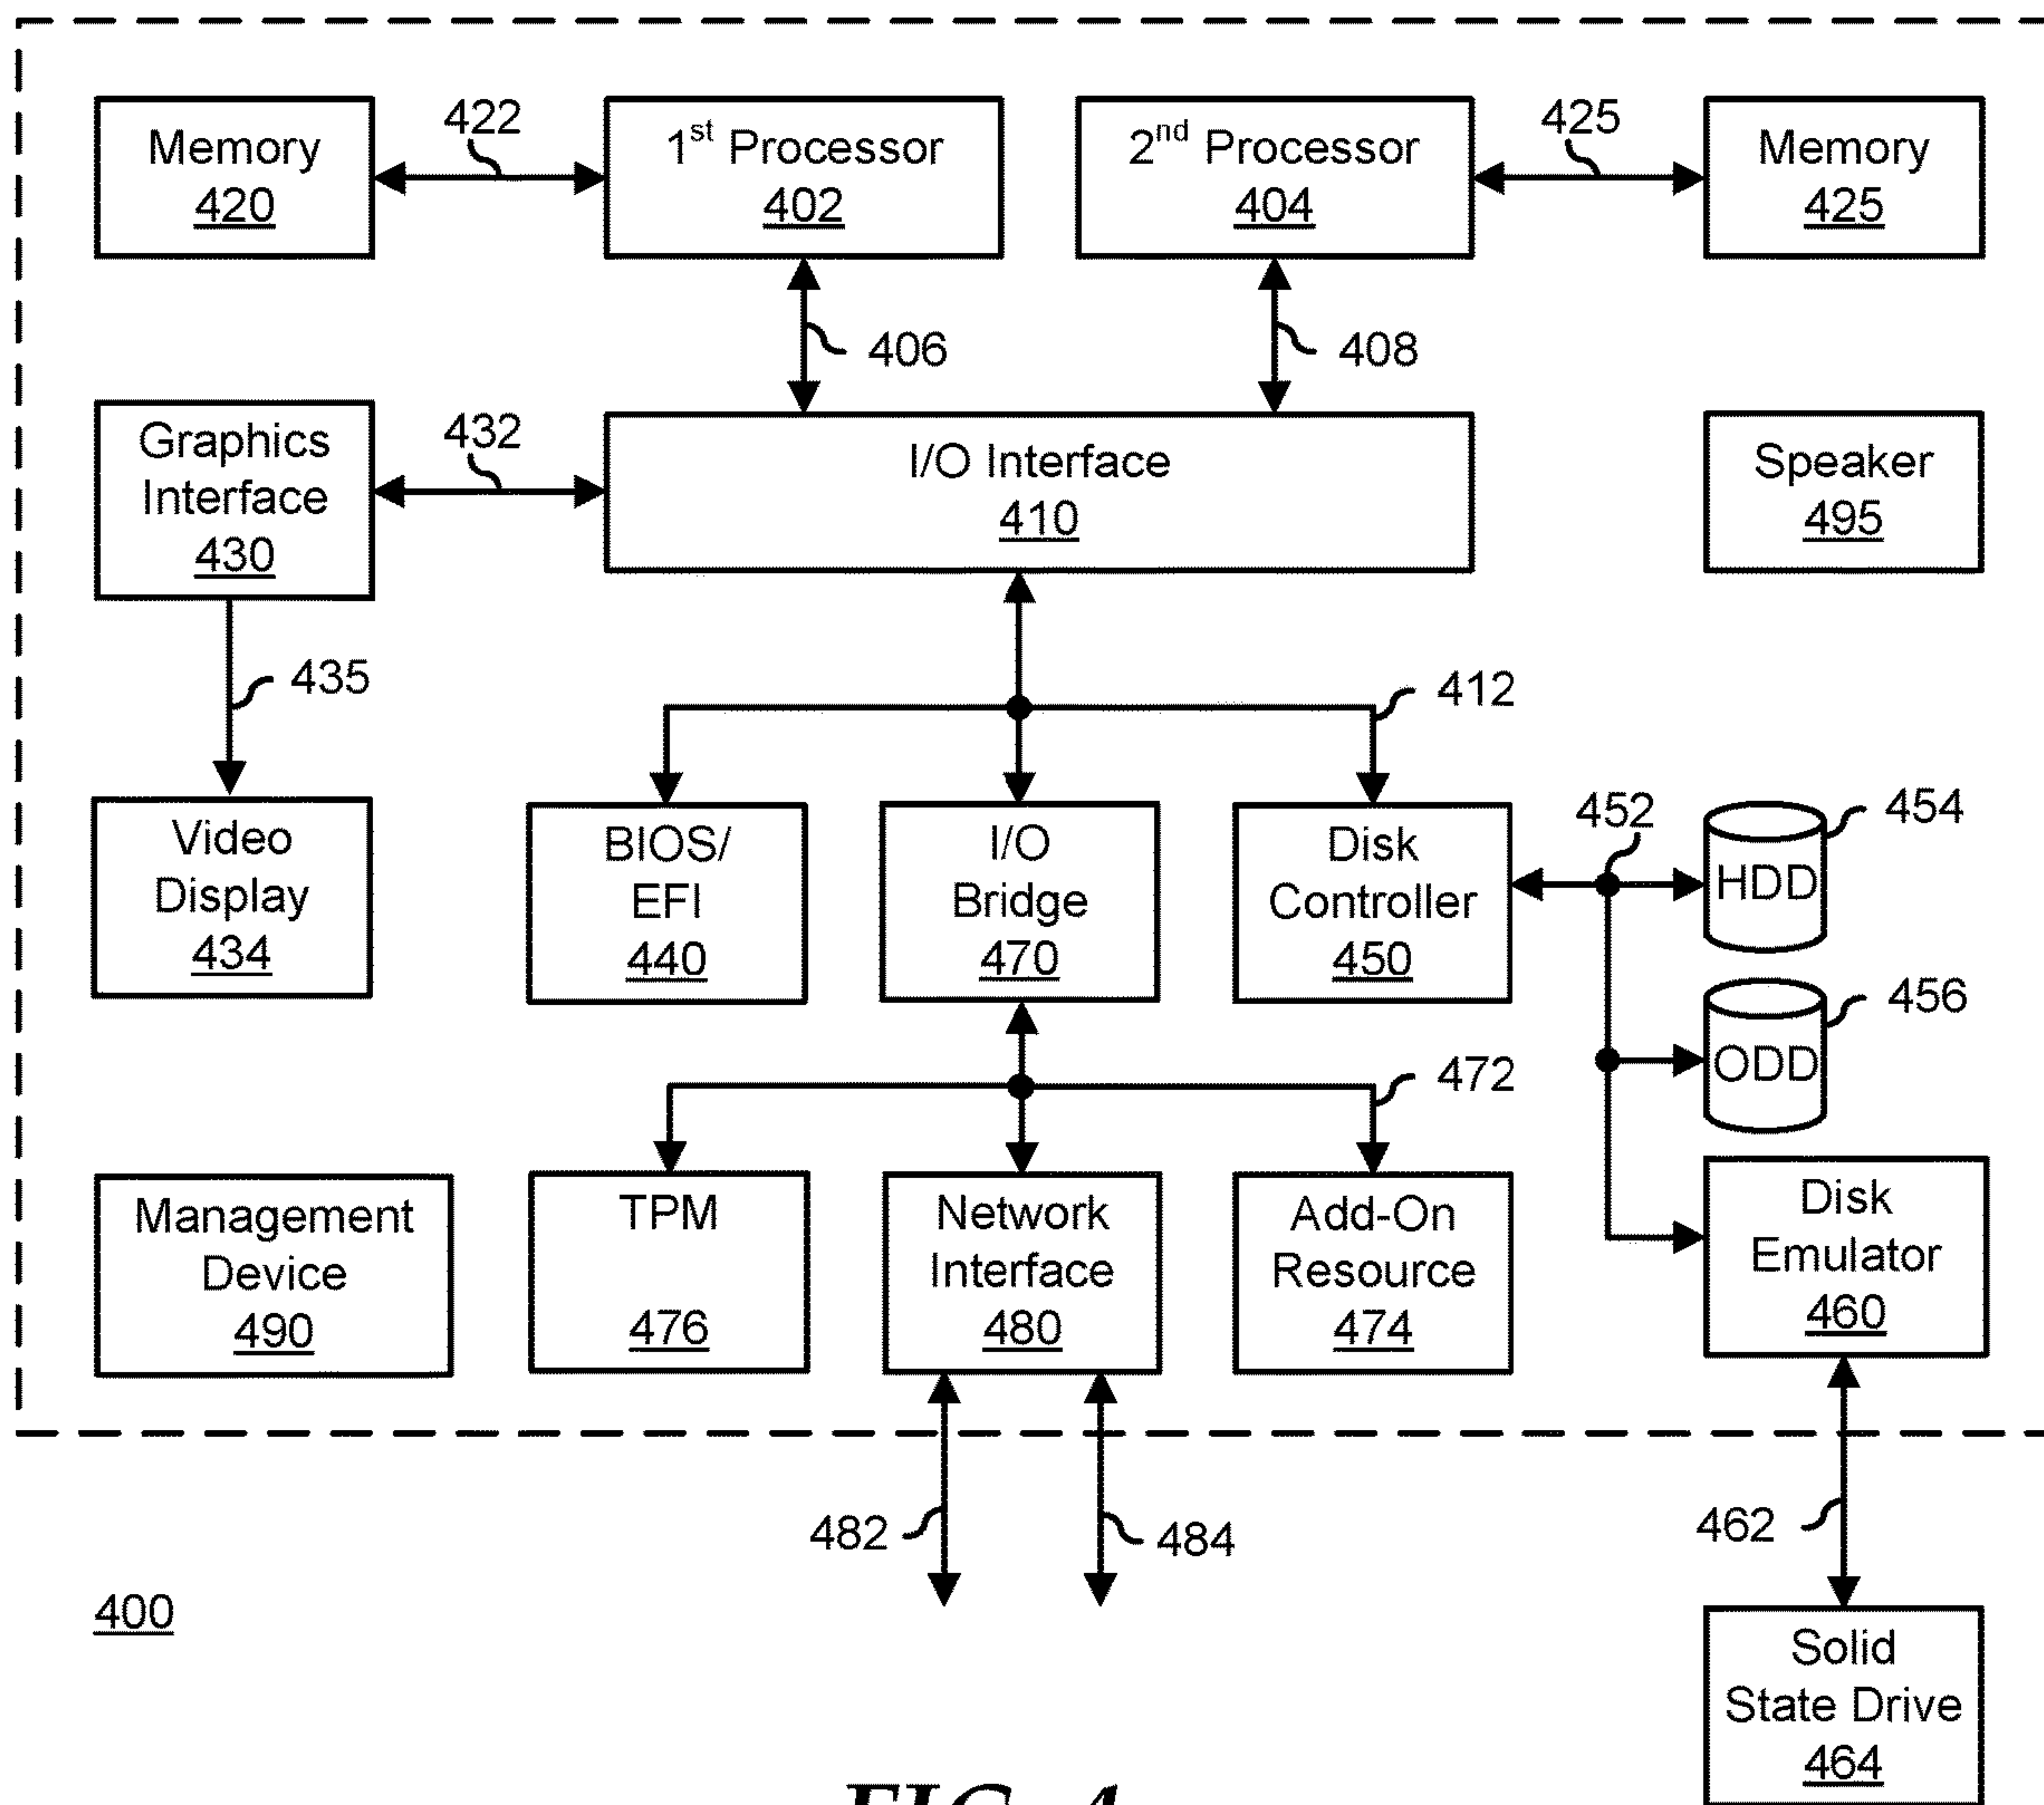 Memory
420
422
1st Processor
402
2nd Processor
404
425
Memory
425
406
408
Graphics
Interface
430
432
I/O Interface
410
Speaker
495
435
412
Video
Display
434
BIOS/
EFI
440
I/O
Bridge
470
Disk
Controller
450
452
HDD
454
ODD
456
472
Management
Device
490
TPM
476
Network
Interface
480
Add-On
Resource
474
Disk
Emulator
460
482
484
462
400
Solid
State Drive
464
FIG. 4